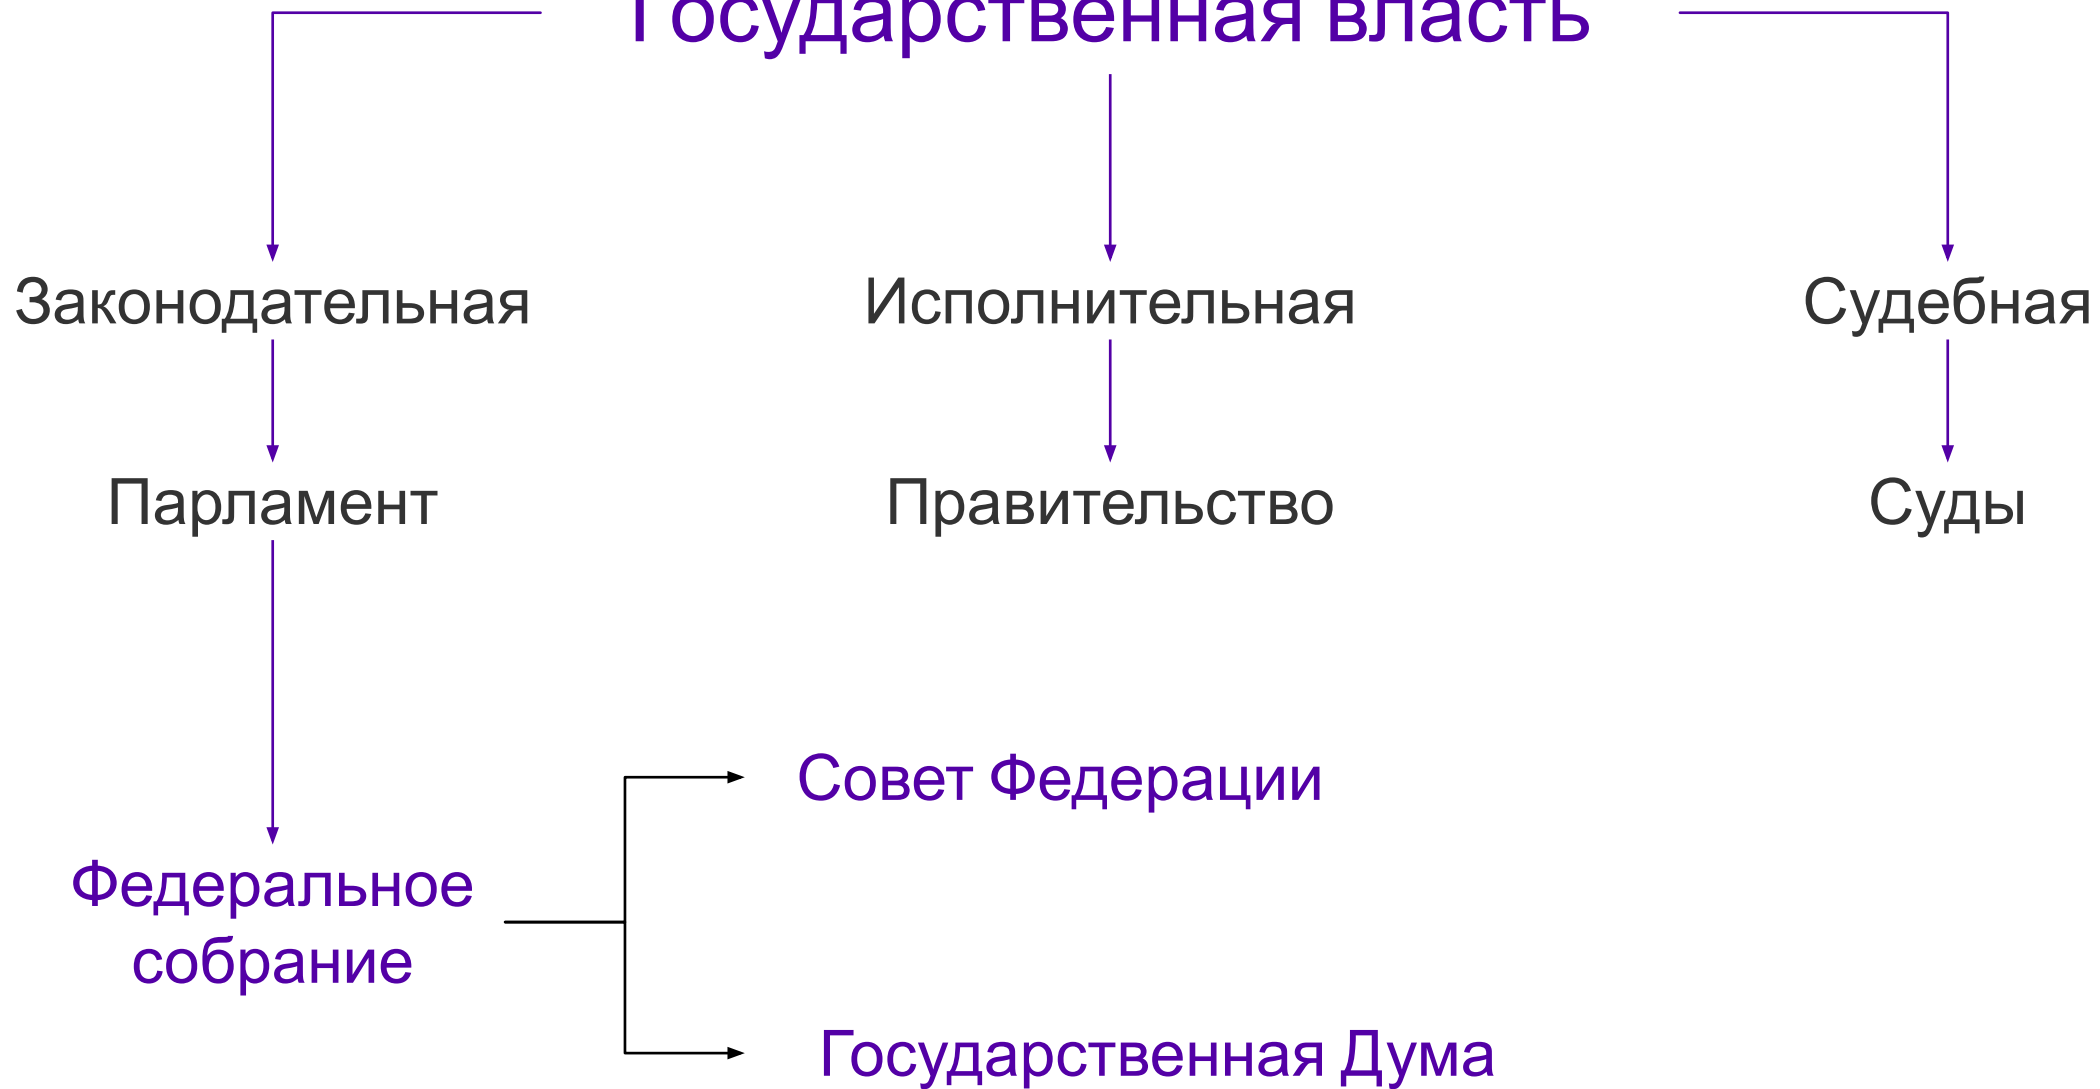 Государственная власть
Законодательная
Исполнительная
Судебная
Парламент
Правительство
Суды
Совет Федерации
Федеральное
собрание
Государственная Дума